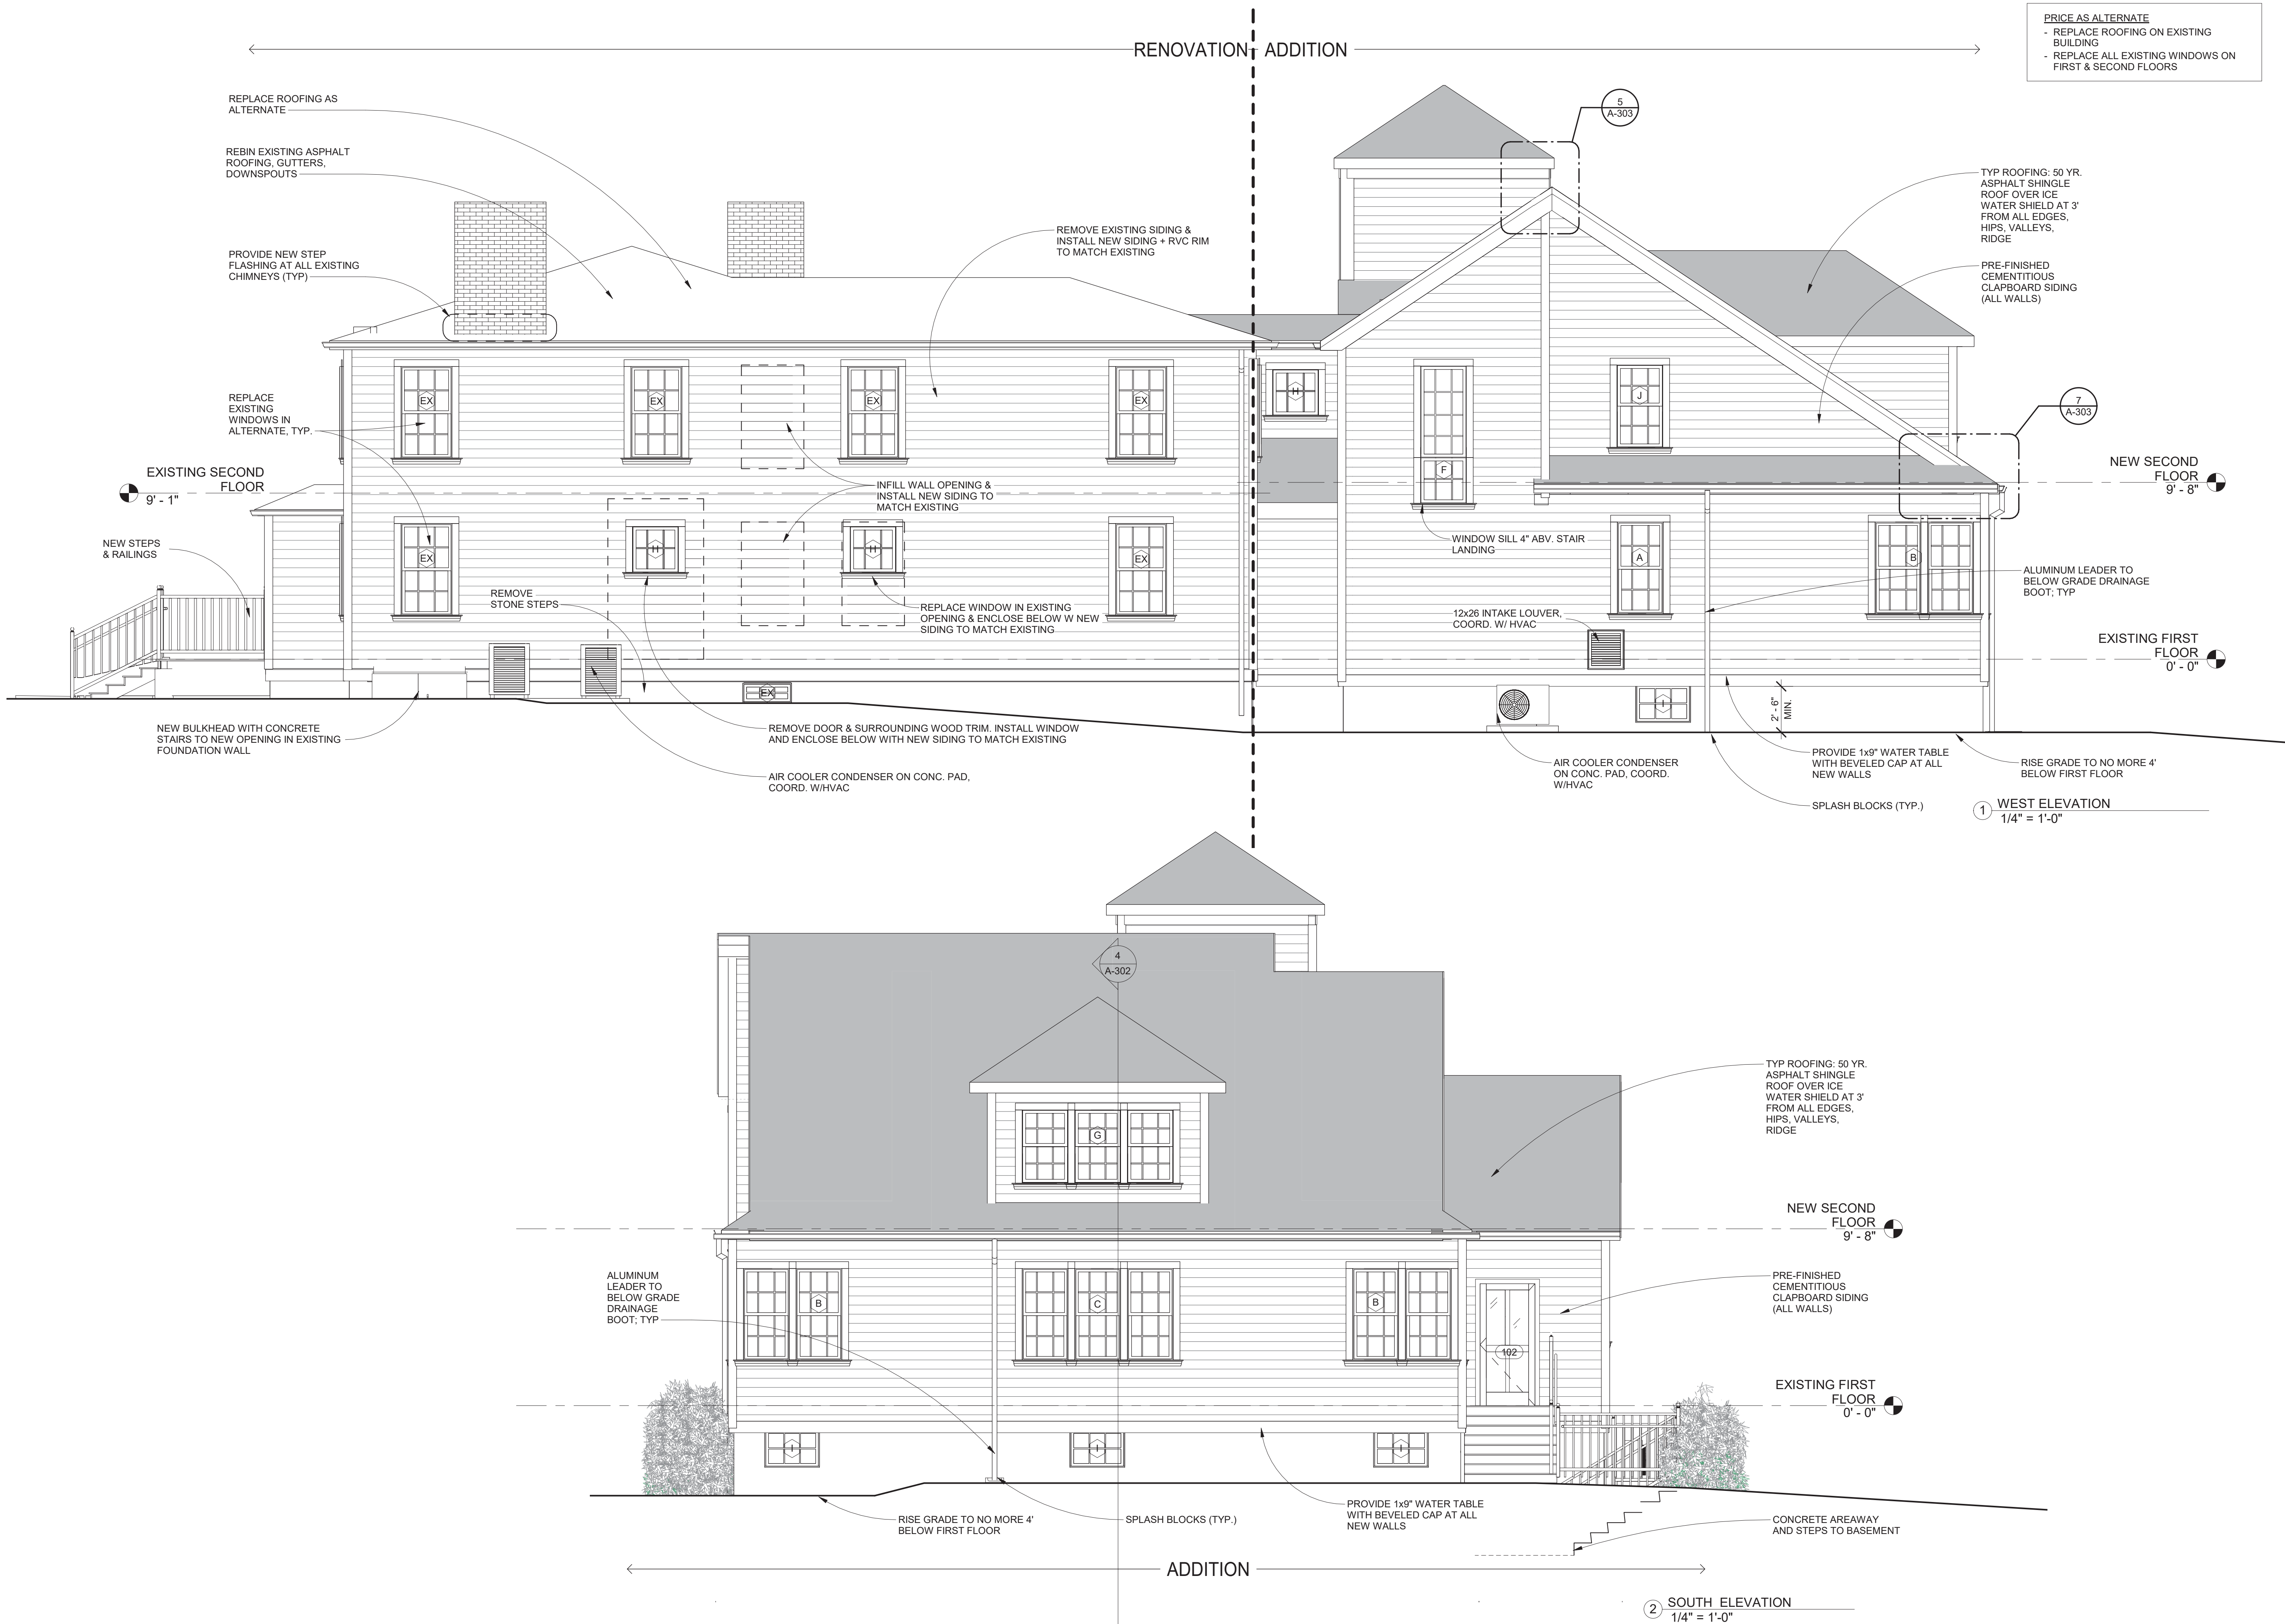 RENOVATION
ADDITION
PRICE AS ALTERNATE
- REPLACE ROOFING ON EXISTING
BUILDING
- REPLACE ALL EXISTING WINDOWS ON
FIRST & SECOND FLOORS
REPLACE ROOFING AS
ALTERNATE
REBIN EXISTING ASPHALT
ROOFING, GUTTERS,
DOWNSPOUTS
PROVIDE NEW STEP
FLASHING AT ALL EXISTING
CHIMNEYS (TYP)
REMOVE EXISTING SIDING &
INSTALL NEW SIDING + RVC RIM
TO MATCH EXISTING
5
A-303
TYP ROOFING: 50 YR.
ASPHALT SHINGLE
ROOF OVER ICE
WATER SHIELD AT 3'
FROM ALL EDGES,
HIPS, VALLEYS,
RIDGE
PRE-FINISHED
CEMENTITIOUS
CLAPBOARD SIDING
(ALL WALLS)
REPLACE
EXISTING
WINDOWS IN
ALTERNATE, TYP.
EX
EX
EX
EX
H
J
F
7
A-303
EXISTING SECOND
FLOOR
9' - 1"
NEW SECOND
FLOOR
9' - 8"
INFILL WALL OPENING &
INSTALL NEW SIDING TO
MATCH EXISTING
NEW STEPS
& RAILINGS
EX
H
H
EX
WINDOW SILL 4" ABV. STAIR
LANDING
A
B
ALUMINUM LEADER TO
BELOW GRADE DRAINAGE
BOOT; TYP
REMOVE
STONE STEPS
REPLACE WINDOW IN EXISTING
OPENING & ENCLOSE BELOW W NEW
SIDING TO MATCH EXISTING
12x26 INTAKE LOUVER,
COORD. W/ HVAC
EXISTING FIRST
FLOOR
0' - 0"
EX
I
2' - 6"
MIN.
NEW BULKHEAD WITH CONCRETE
STAIRS TO NEW OPENING IN EXISTING
FOUNDATION WALL
REMOVE DOOR & SURROUNDING WOOD TRIM. INSTALL WINDOW
AND ENCLOSE BELOW WITH NEW SIDING TO MATCH EXISTING
AIR COOLER CONDENSER ON CONC. PAD,
COORD. W/HVAC
AIR COOLER CONDENSER
ON CONC. PAD, COORD.
W/HVAC
PROVIDE 1x9" WATER TABLE
WITH BEVELED CAP AT ALL
NEW WALLS
RISE GRADE TO NO MORE 4'
BELOW FIRST FLOOR
SPLASH BLOCKS (TYP.)
1 WEST ELEVATION
1/4" = 1'-0"
4
A-302
G
TYP ROOFING: 50 YR.
ASPHALT SHINGLE
ROOF OVER ICE
WATER SHIELD AT 3'
FROM ALL EDGES,
HIPS, VALLEYS,
RIDGE
NEW SECOND
FLOOR
9' - 8"
ALUMINUM
LEADER TO
BELOW GRADE
DRAINAGE
BOOT; TYP
B
C
B
102
PRE-FINISHED
CEMENTITIOUS
CLAPBOARD SIDING
(ALL WALLS)
EXISTING FIRST
FLOOR
0' - 0"
I
I
I
RISE GRADE TO NO MORE 4'
BELOW FIRST FLOOR
SPLASH BLOCKS (TYP.)
PROVIDE 1x9" WATER TABLE
WITH BEVELED CAP AT ALL
NEW WALLS
CONCRETE AREAWAY
AND STEPS TO BASEMENT
ADDITION
2 SOUTH ELEVATION
1/4" = 1'-0"